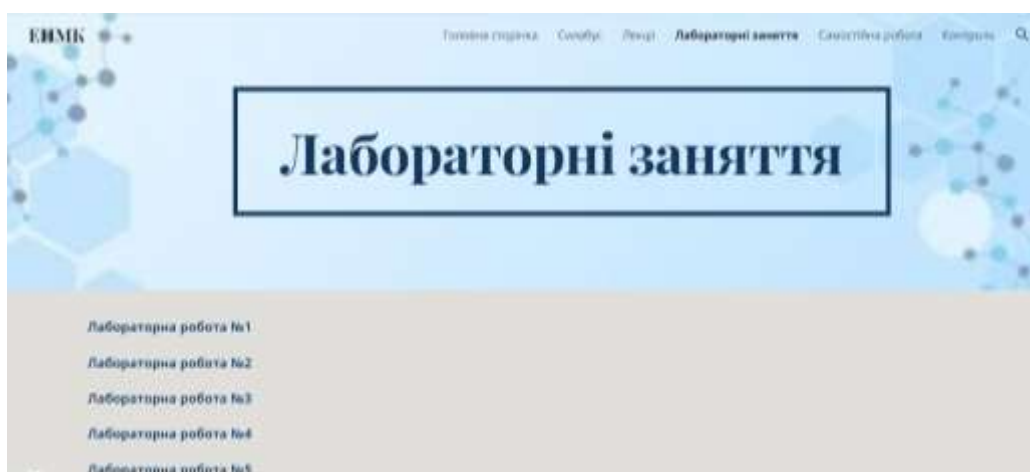 ЕНМК
Головна сторінка Силабус Лекції Лабораторні заняття Самостійна робота Контроль
Лабораторні заняття
Лабораторна робота №1
Лабораторна робота №2
Лабораторна робота №3
Лабораторна робота №4
Лабораторна робота №5